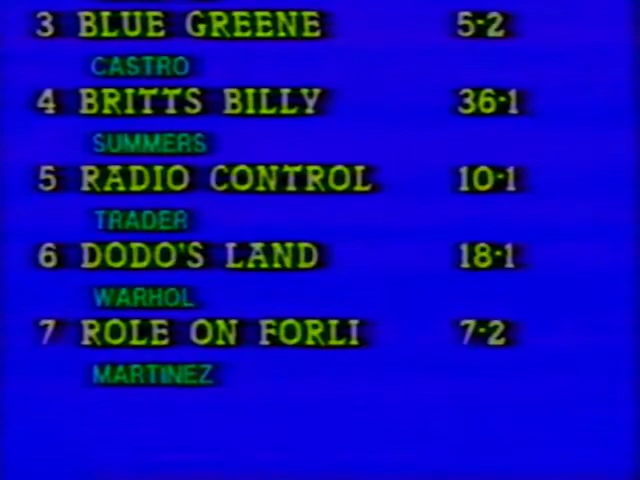 3 BLUE GREENE 5-2
CASTRO
4 BRITTS BILLY 36-1
SUMMERS
5 RADIO CONTROL 10-1
TRADER
6 DODO'S LAND 18-1
WARHOL
7 ROLE ON FORLI 7-2
MARTINEZ